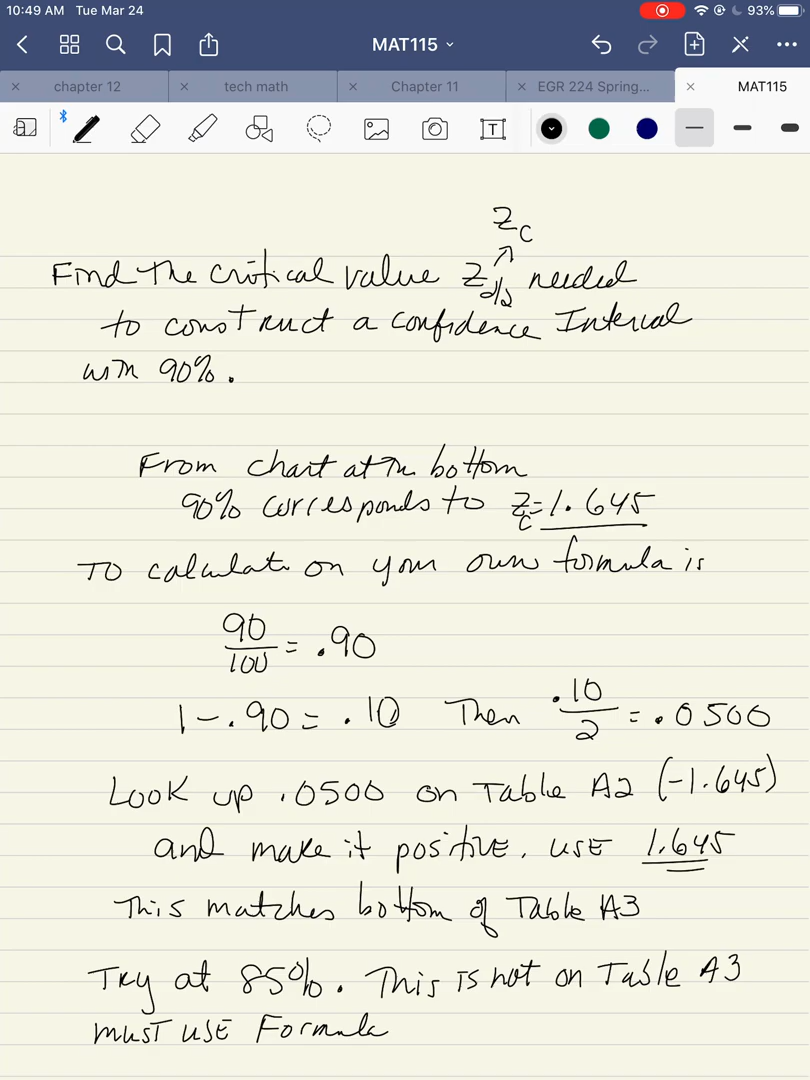 10:49 AM Tue Mar 24
93%
MAT115
chapter 12
tech math
Chapter 11
EGR 224 Spring...
MAT115
T
Zc
Find the critical value Zα/2 needed
to construct a confidence Interval
with 90%.
From chart at the bottom
90% corresponds to Zc=1.645
To calculate on your own formula is
90/100 = .90
1-.90 = .10 Then .10/2 = .0500
Look up .0500 on Table A2 (-1.645)
and make it positive. USE 1.645
This matches bottom of Table A3
Try at 85%. This is not on Table A3
must use Formula